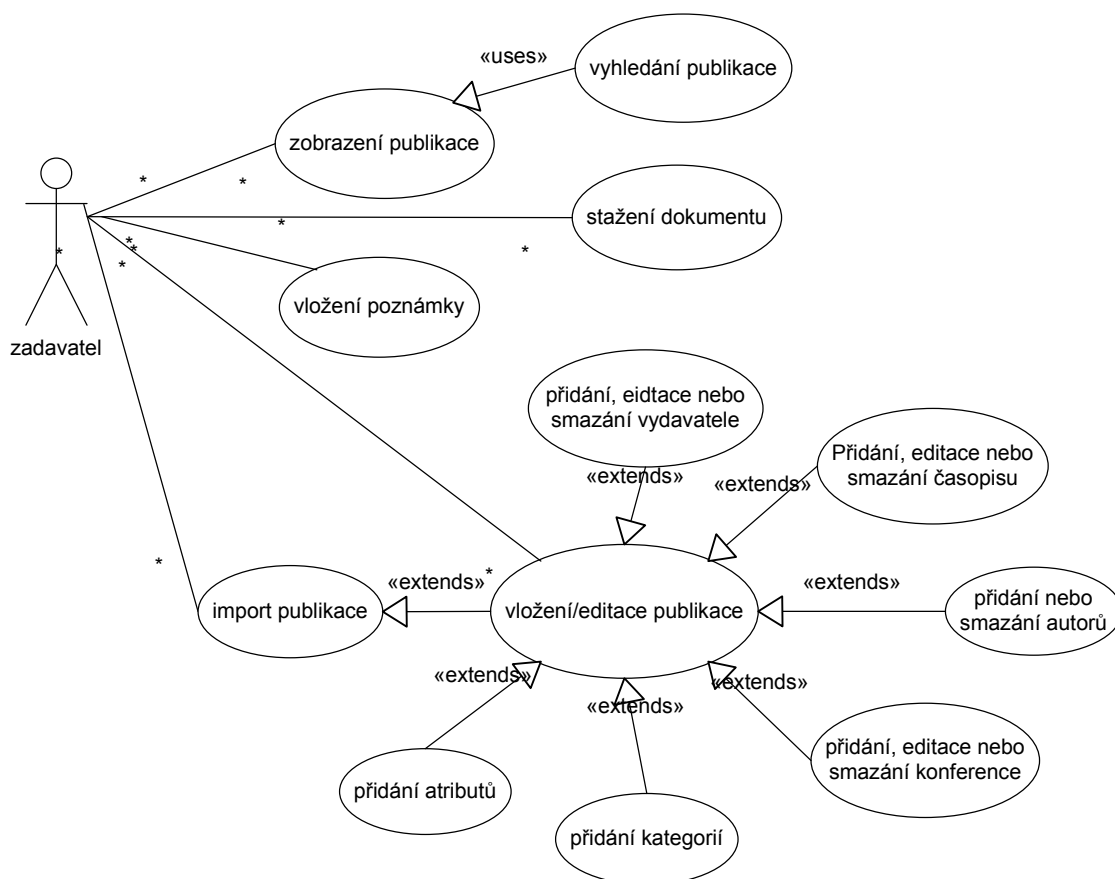 «uses»
vyhledání publikace
zobrazení publikace
*
*
stažení dokumentu
*
*
*
*
*
*
vložení poznámky
zadavatel
přidání, eidtace nebo
smazání vydavatele
Přidání, editace nebo
smazání časopisu
«extends»
«extends»
*
*
«extends»
«extends»
import publikace
vložení/editace publikace
přidání nebo
smazání autorů
«extends»
«extends»
«extends»
přidání, editace nebo
smazání konference
přidání atributů
přidání kategorií